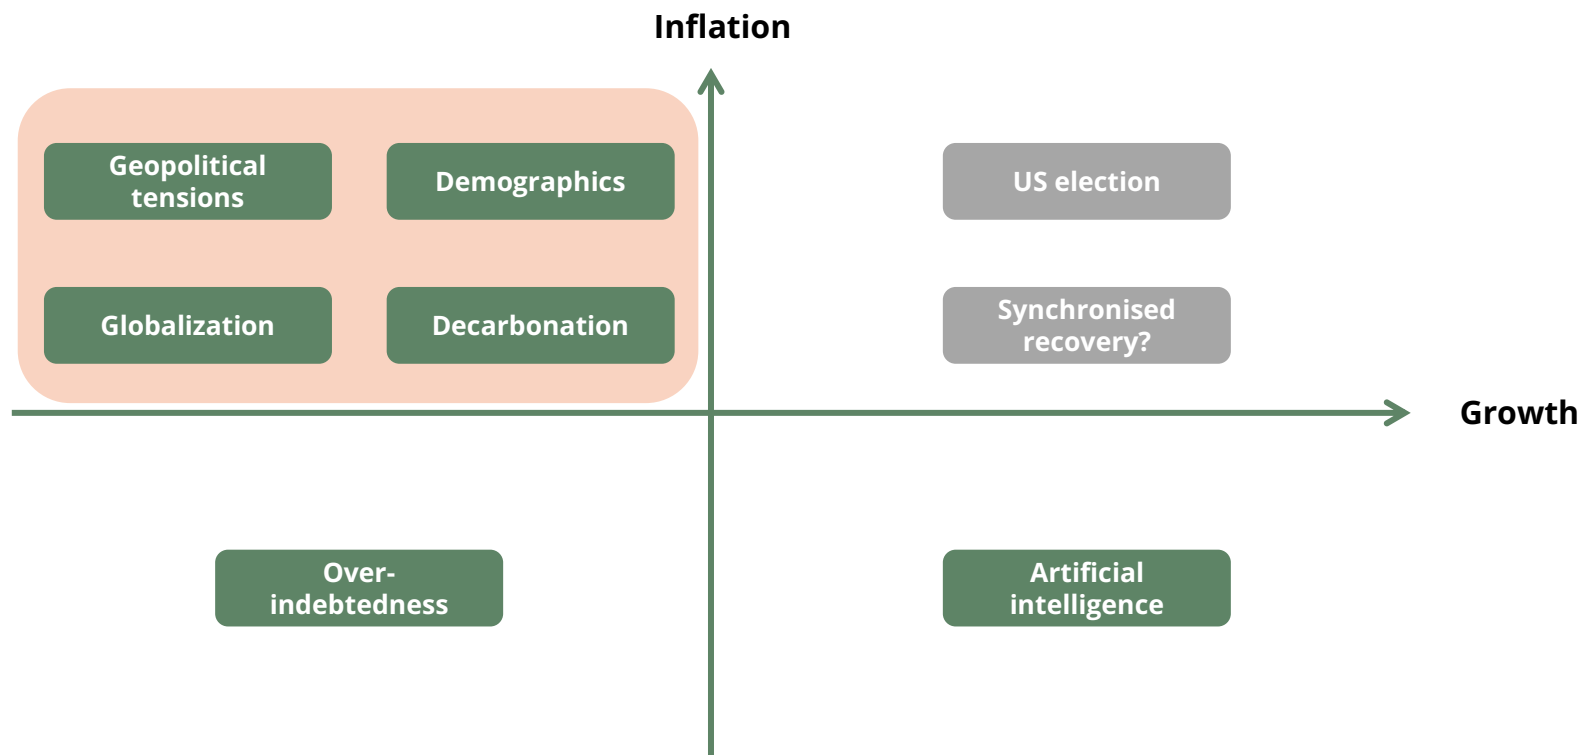 Inflation
Geopolitical
tensions
Demographics
US election
Globalization
Decarbonation
Synchronised
recovery?
Growth
Over-
indebtedness
Artificial
intelligence